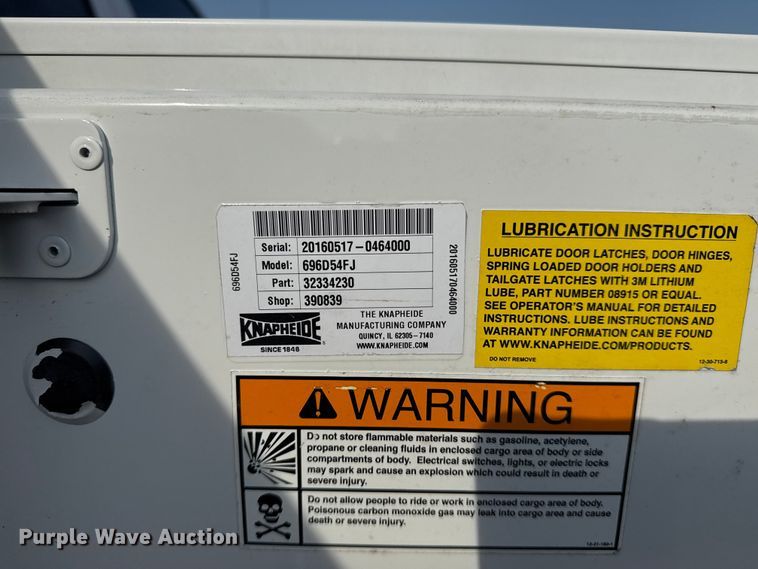 Serial: 20160517-0464000
Model: 696D54FJ
Part: 32334230
Shop: 390839
696D54FJ
20160517 0464000
KNAPHEIDE
SINCE 1848
THE KNAPHEIDE
MANUFACTURING COMPANY
QUINCY, IL 62305-7140
WWW.KNAPHEIDE.COM
LUBRICATION INSTRUCTION
LUBRICATE DOOR LATCHES, DOOR HINGES,
SPRING LOADED DOOR HOLDERS AND
TAILGATE LATCHES WITH 3M LITHIUM
LUBE, PART NUMBER 08915 OR EQUAL.
SEE OPERATOR'S MANUAL FOR DETAILED
INSTRUCTIONS. LUBE INSTRUCTIONS AND
WARRANTY INFORMATION CAN BE FOUND
AT WWW.KNAPHEIDE.COM/PRODUCTS.
DO NOT REMOVE
WARNING
Do not store flammable materials such as gasoline, acetylene,
propane or cleaning fluids in enclosed cargo area of body or side
compartments of body. Electrical switches, lights, or electric locks
may spark and cause an explosion which could result in death or
severe injury.
Do not allow people to ride or work in enclosed cargo area of body.
Poisonous carbon monoxide gas may leak into cargo area and cause
death or severe injury.
Purple Wave Auction